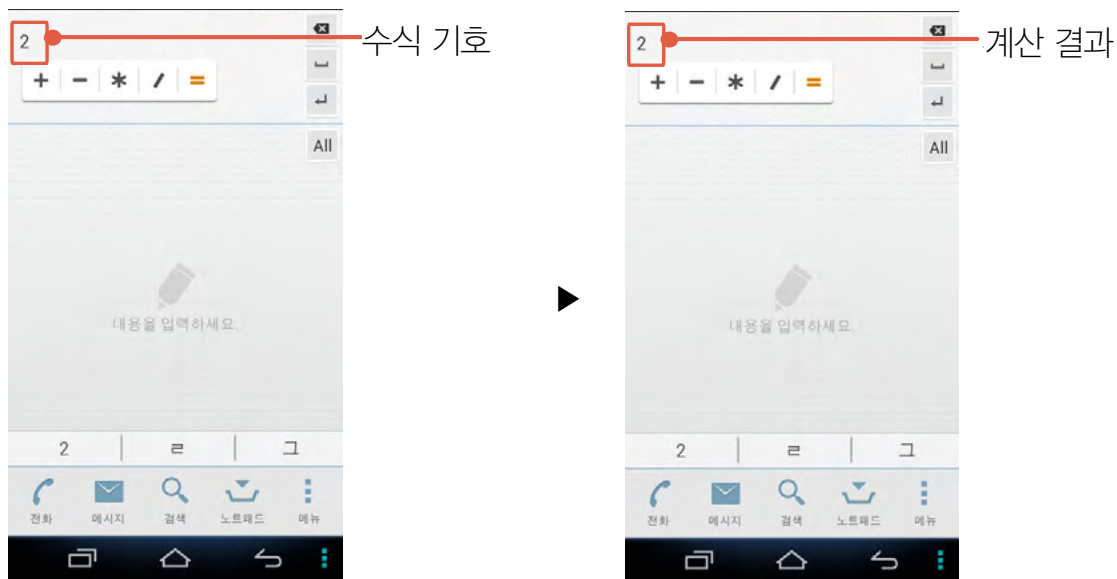 2
수식 기호
+ - * / =
All
내용을 입력하세요.
2 ㄹ 그
전화 메시지 검색 노트패드 메뉴
▶
2
계산 결과
+ - * / =
All
내용을 입력하세요.
2 ㄹ 그
전화 메시지 검색 노트패드 메뉴